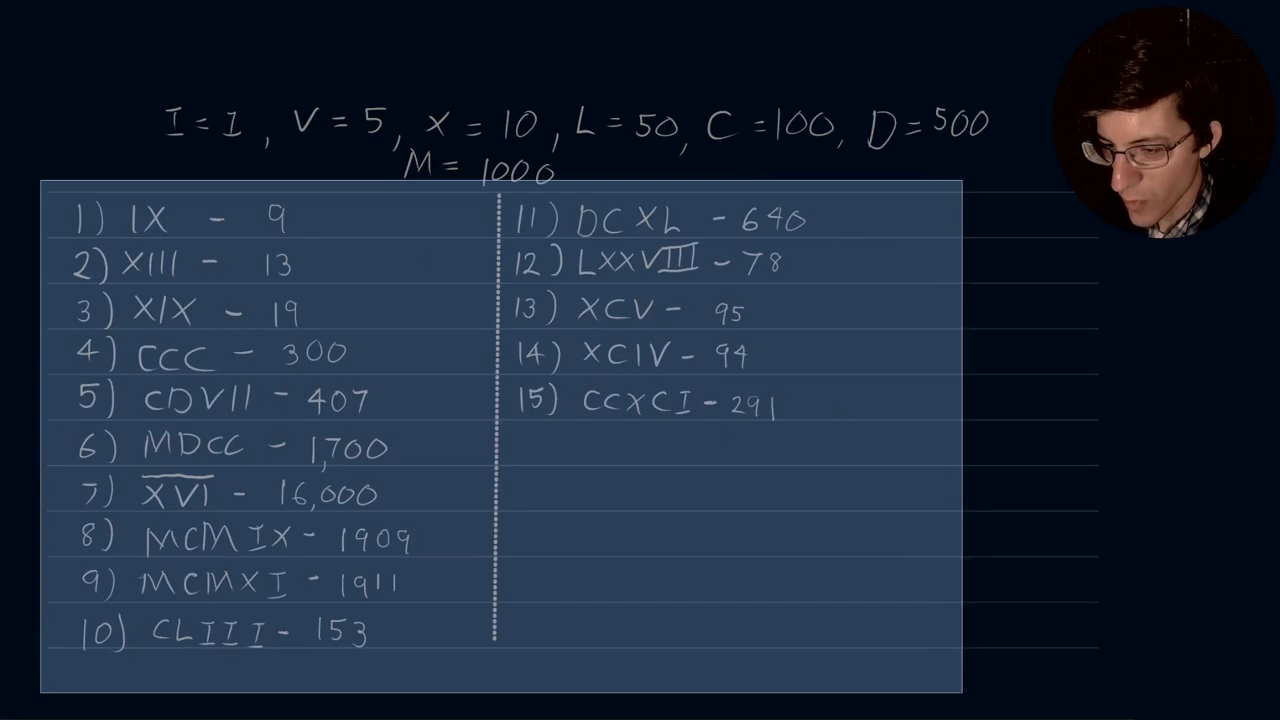 I = I, V = 5, X = 10, L = 50, C = 100, D = 500
M = 1000
1) IX - 9
2) XIII - 13
3) XIX - 19
4) CCC - 300
5) CDVII - 407
6) MDCC - 1,700
7) X̅V̅I̅ - 16,000
8) MCMIX - 1909
9) MCMXI - 1911
10) CLIII - 153
11) DCXL - 640
12) LXXVIII - 78
13) XCV - 95
14) XCIV - 94
15) CCXCI - 291